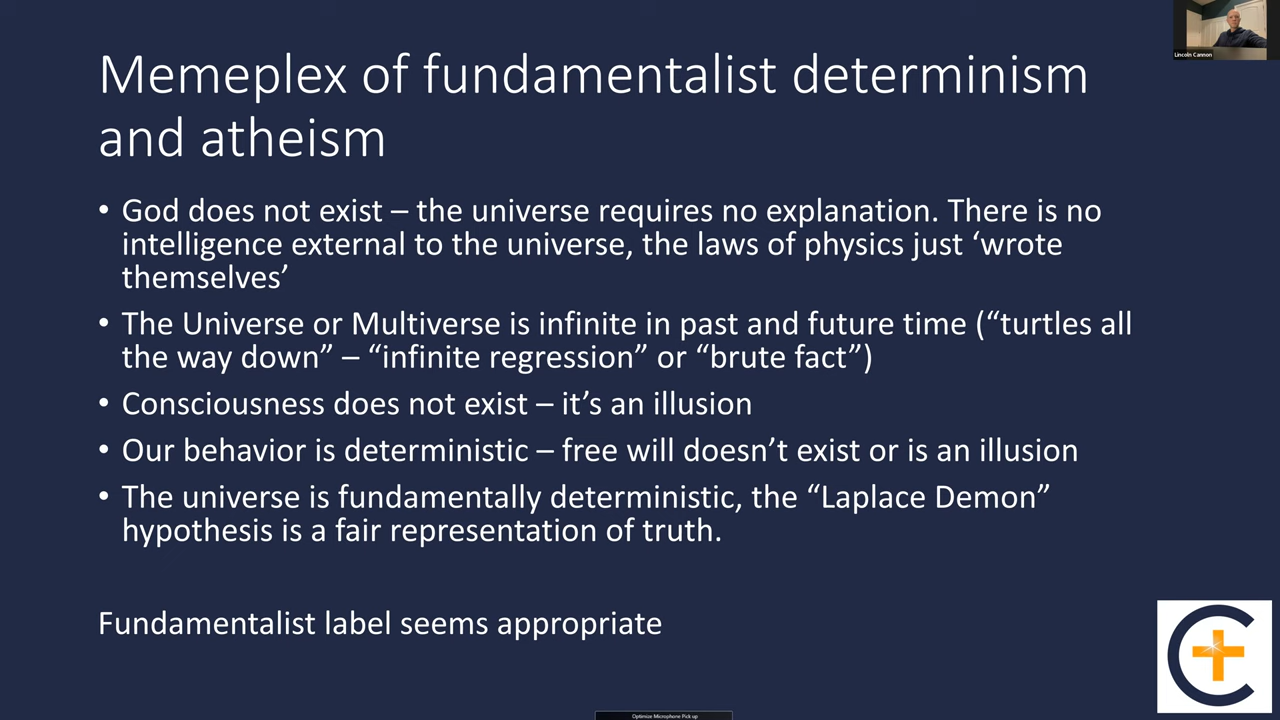 Lincoln Cannon
Memeplex of fundamentalist determinism
and atheism
• God does not exist – the universe requires no explanation. There is no
intelligence external to the universe, the laws of physics just ‘wrote
themselves’
• The Universe or Multiverse is infinite in past and future time (“turtles all
the way down” – “infinite regression” or “brute fact”)
• Consciousness does not exist – it’s an illusion
• Our behavior is deterministic – free will doesn’t exist or is an illusion
• The universe is fundamentally deterministic, the “Laplace Demon”
hypothesis is a fair representation of truth.
Fundamentalist label seems appropriate
Optimize Microphone Pick up